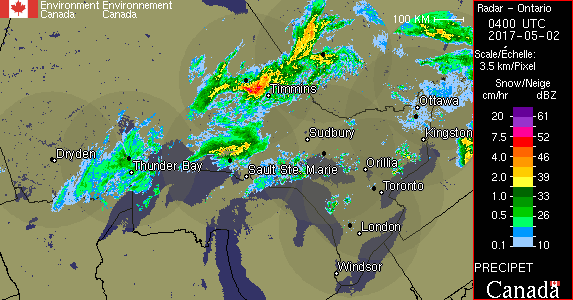 Environment Environnement
Canada Canada
100 KM
Timmins
Ottawa
Sudbury
Kingston
Dryden
Thunder Bay
Sault Ste. Marie
Orillia
Toronto
London
Windsor
Radar - Ontario
0400 UTC
2017-05-02
Scale/Échelle:
3.5 km/Pixel
Snow/Neige
cm/hr dBZ
20 61
10 57
7.5 52
4.0 46
2.0 39
1.0 33
0.5 26
0.1 10
PRECIPET
Canada